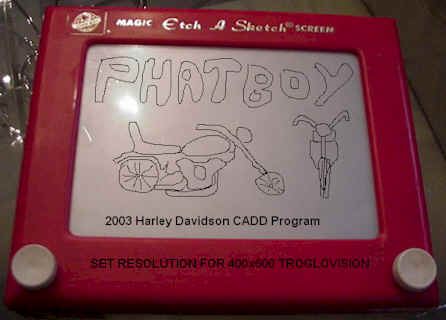 MAGIC Etch A Sketch® SCREEN
PHATBOY
2003 Harley Davidson CADD Program
SET RESOLUTION FOR 400x600 TROGLOVISION